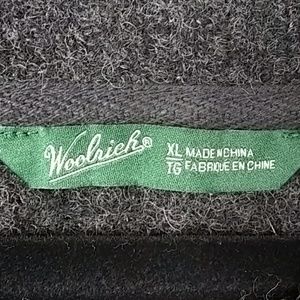 Woolrich®
XL MADE IN CHINA
TG FABRIQUE EN CHINE